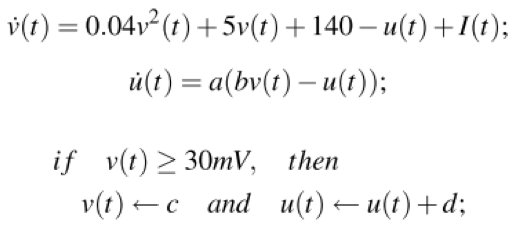 v̇(t) = 0.04v²(t) + 5v(t) + 140 − u(t) + I(t);
u̇(t) = a(bv(t) − u(t));
if v(t) ≥ 30mV, then
v(t) ← c and u(t) ← u(t) + d;